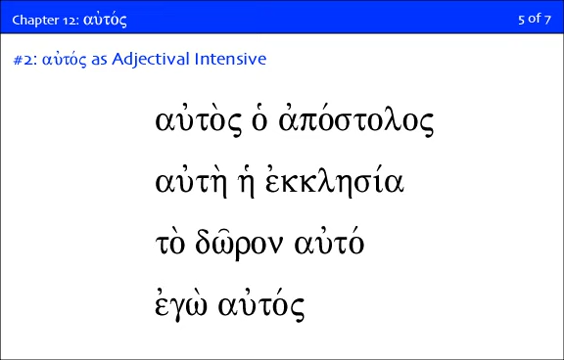 Chapter 12: αὐτός
5 of 7
#2: αὐτός as Adjectival Intensive
αὐτὸς ὁ ἀπόστολος
αὐτὴ ἡ ἐκκλησία
τὸ δῶρον αὐτό
ἐγὼ αὐτός